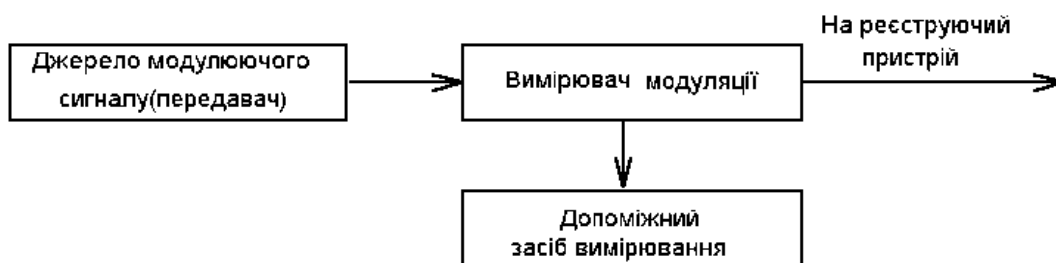 Джерело модулюючого
сигналу(передавач)
Вимірювач модуляції
На реєструючий
пристрій
Допоміжний
засіб вимірювання